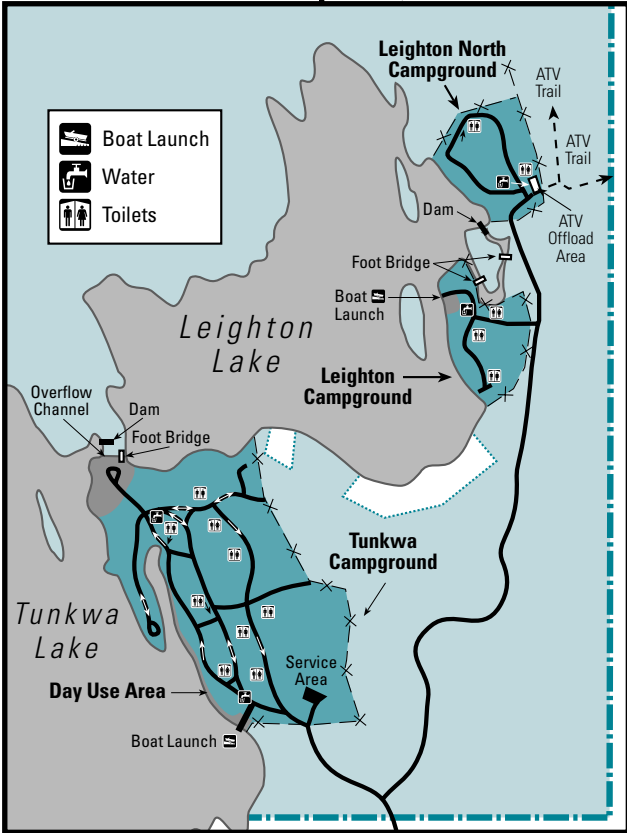 Leighton North
Campground
ATV
Trail
ATV
Trail
Boat Launch
Water
Toilets
Dam
ATV
Offload
Area
Foot Bridge
Boat
Launch
Leighton
Lake
Leighton
Campground
Overflow
Channel
Dam
Foot Bridge
Tunkwa
Campground
Tunkwa
Lake
Service
Area
Day Use Area
Boat Launch